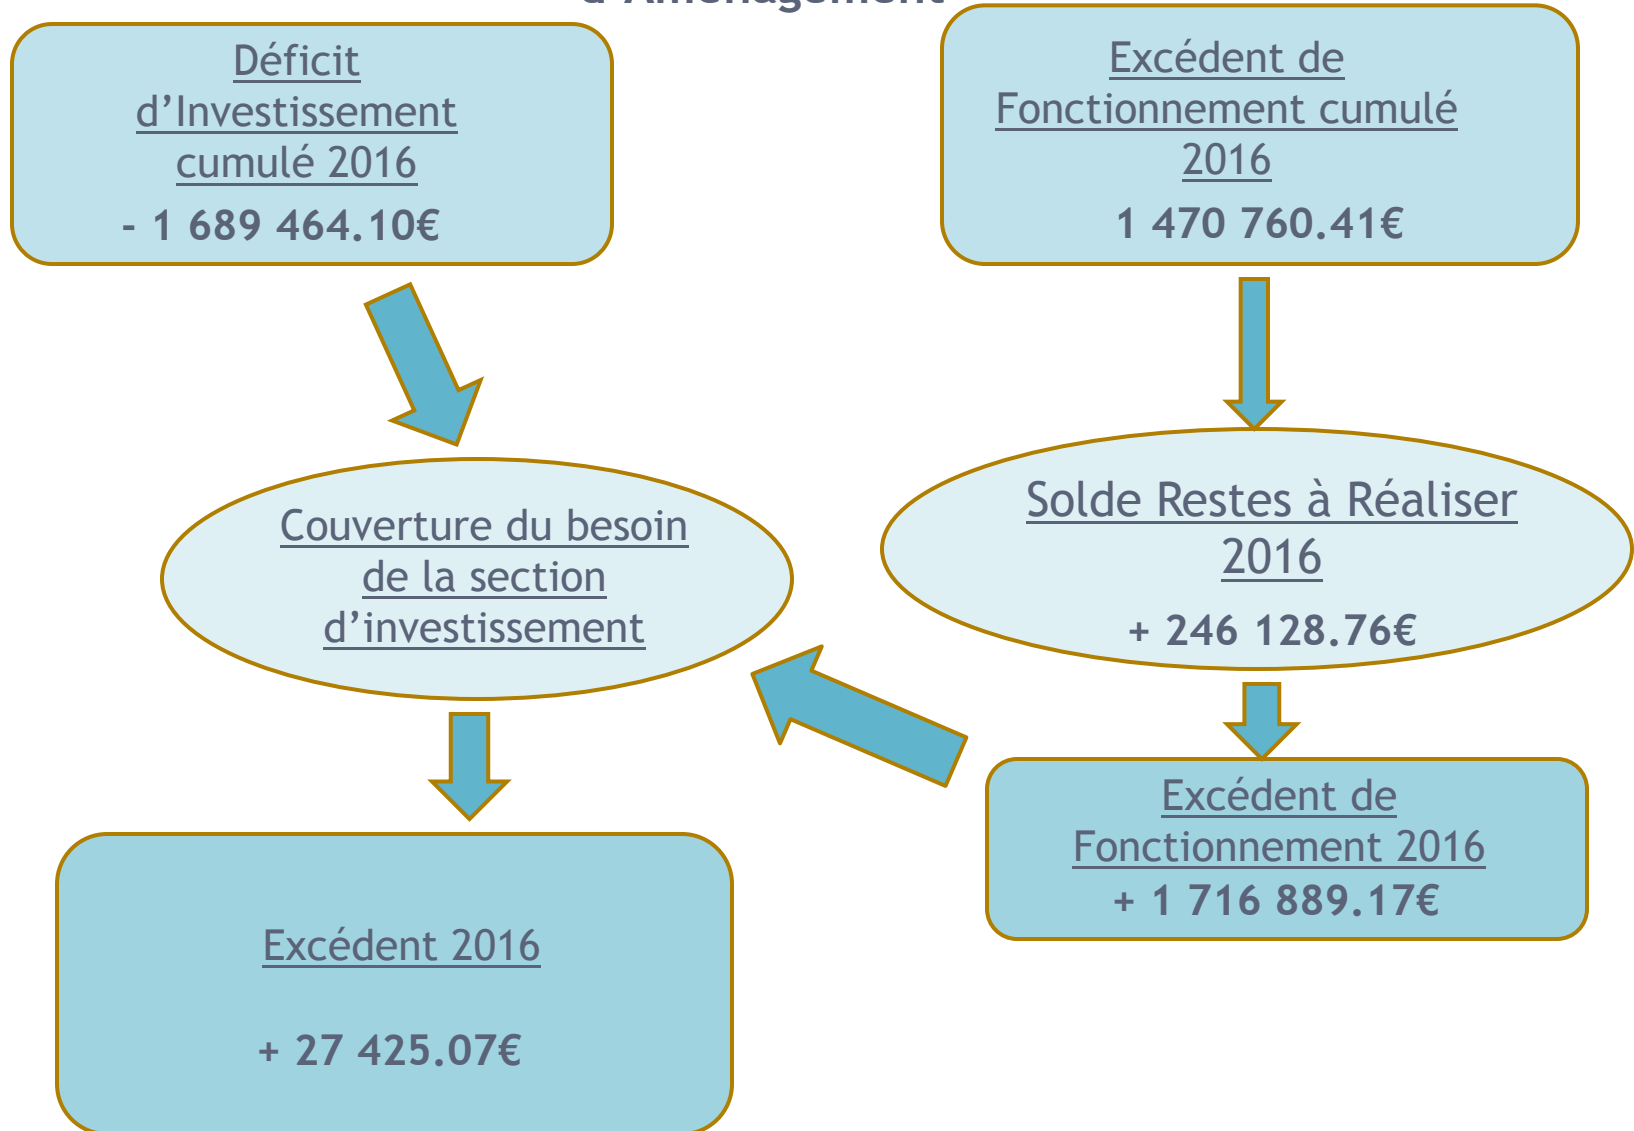 d'Aménagement
Déficit
d’Investissement
cumulé 2016
- 1 689 464.10€
Excédent de
Fonctionnement cumulé
2016
1 470 760.41€
Couverture du besoin
de la section
d’investissement
Solde Restes à Réaliser
2016
+ 246 128.76€
Excédent de
Fonctionnement 2016
+ 1 716 889.17€
Excédent 2016
+ 27 425.07€